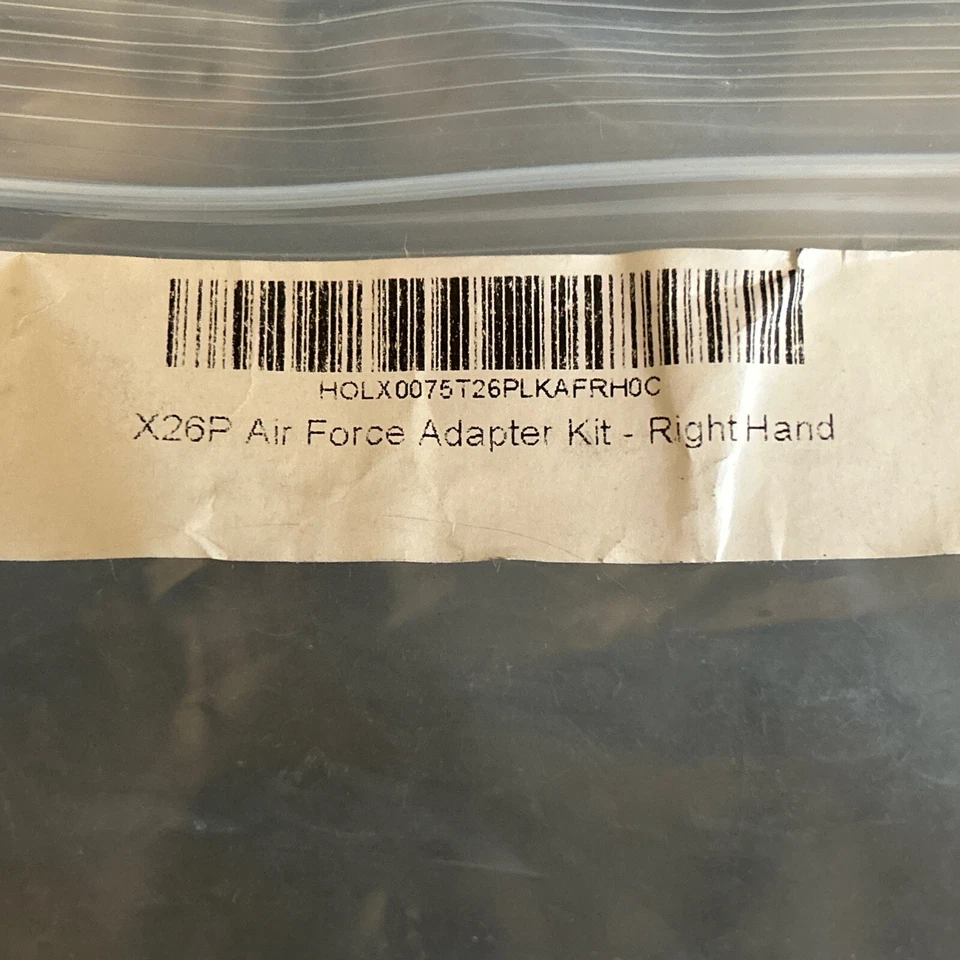 HOLX0075T26PLKAFRH0C
X26P Air Force Adapter Kit - Right Hand